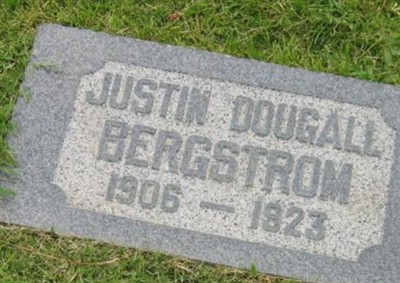 JUSTIN DOUGALL
BERGSTROM
1906 — 1923